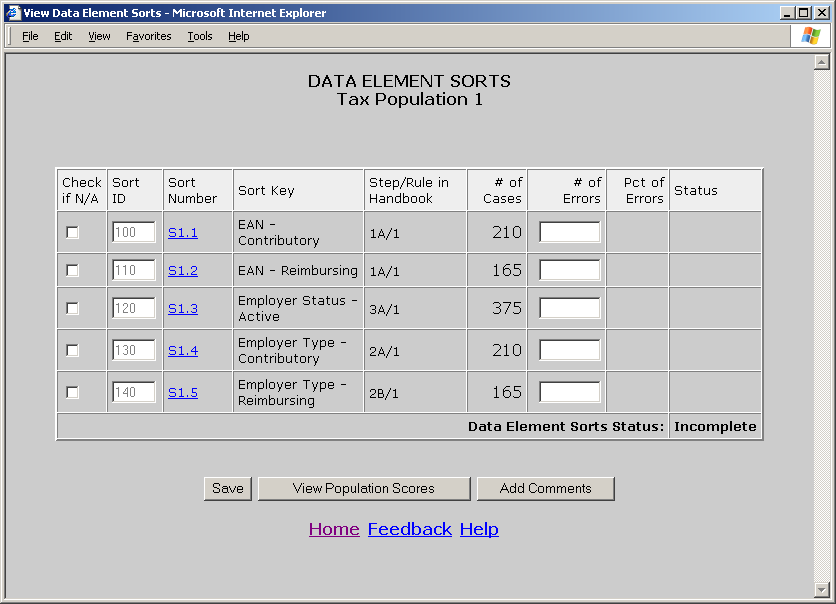 View Data Element Sorts - Microsoft Internet Explorer
File Edit View Favorites Tools Help
DATA ELEMENT SORTS
Tax Population 1
Check if N/A Sort ID Sort Number Sort Key Step/Rule in Handbook # of Cases # of Errors Pct of Errors Status
100 S1.1 EAN - Contributory 1A/1 210
110 S1.2 EAN - Reimbursing 1A/1 165
120 S1.3 Employer Status - Active 3A/1 375
130 S1.4 Employer Type - Contributory 2A/1 210
140 S1.5 Employer Type - Reimbursing 2B/1 165
Data Element Sorts Status: Incomplete
Save View Population Scores Add Comments
Home Feedback Help